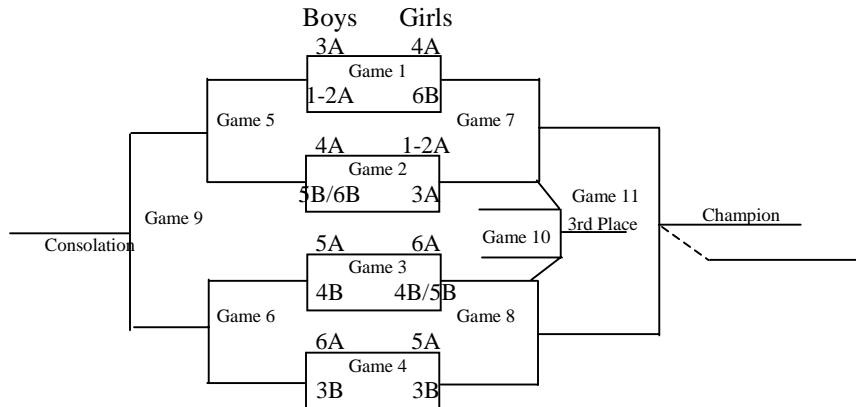 Boys Girls
3A 4A
Game 1
1-2A 6B
Game 5 Game 7
4A 1-2A
Game 2
5B/6B 3A
Game 11
Game 9 Champion
3rd Place
Game 10
Consolation
5A 6A
Game 3
4B 4B/5B
Game 6 Game 8
6A 5A
Game 4
3B 3B